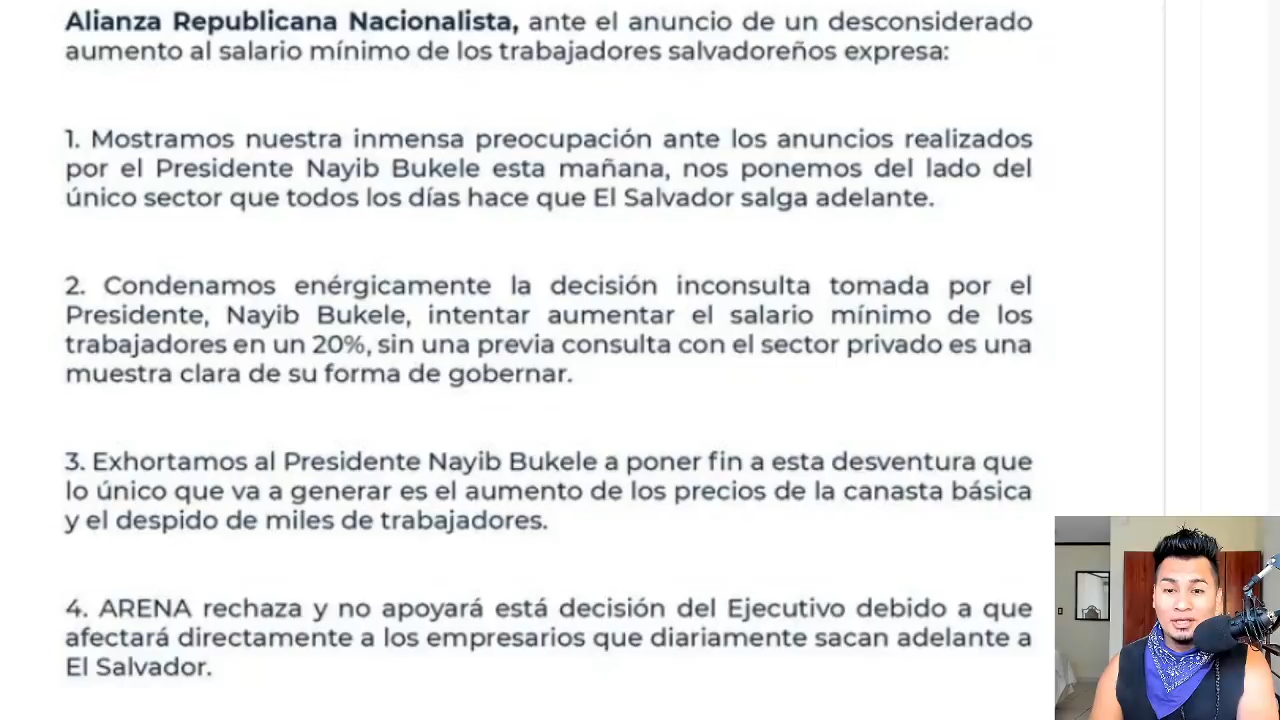 Alianza Republicana Nacionalista, ante el anuncio de un desconsiderado
aumento al salario mínimo de los trabajadores salvadoreños expresa:
1. Mostramos nuestra inmensa preocupación ante los anuncios realizados
por el Presidente Nayib Bukele esta mañana, nos ponemos del lado del
único sector que todos los días hace que El Salvador salga adelante.
2. Condenamos enérgicamente la decisión inconsulta tomada por el
Presidente, Nayib Bukele, intentar aumentar el salario mínimo de los
trabajadores en un 20%, sin una previa consulta con el sector privado es una
muestra clara de su forma de gobernar.
3. Exhortamos al Presidente Nayib Bukele a poner fin a esta desventura que
lo único que va a generar es el aumento de los precios de la canasta básica
y el despido de miles de trabajadores.
4. ARENA rechaza y no apoyará está decisión del Ejecutivo debido a que
afectará directamente a los empresarios que diariamente sacan adelante a
El Salvador.